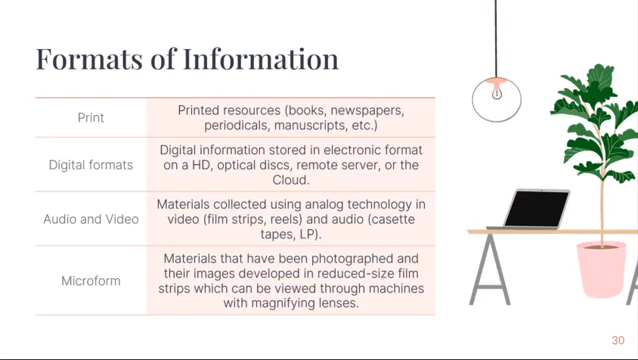 Formats of Information
Print
Printed resources (books, newspapers,
periodicals, manuscripts, etc.)
Digital formats
Digital information stored in electronic format
on a HD, optical discs, remote server, or the
Cloud.
Audio and Video
Materials collected using analog technology in
video (film strips, reels) and audio (casette
tapes, LP).
Microform
Materials that have been photographed and
their images developed in reduced-size film
strips which can be viewed through machines
with magnifying lenses.
30